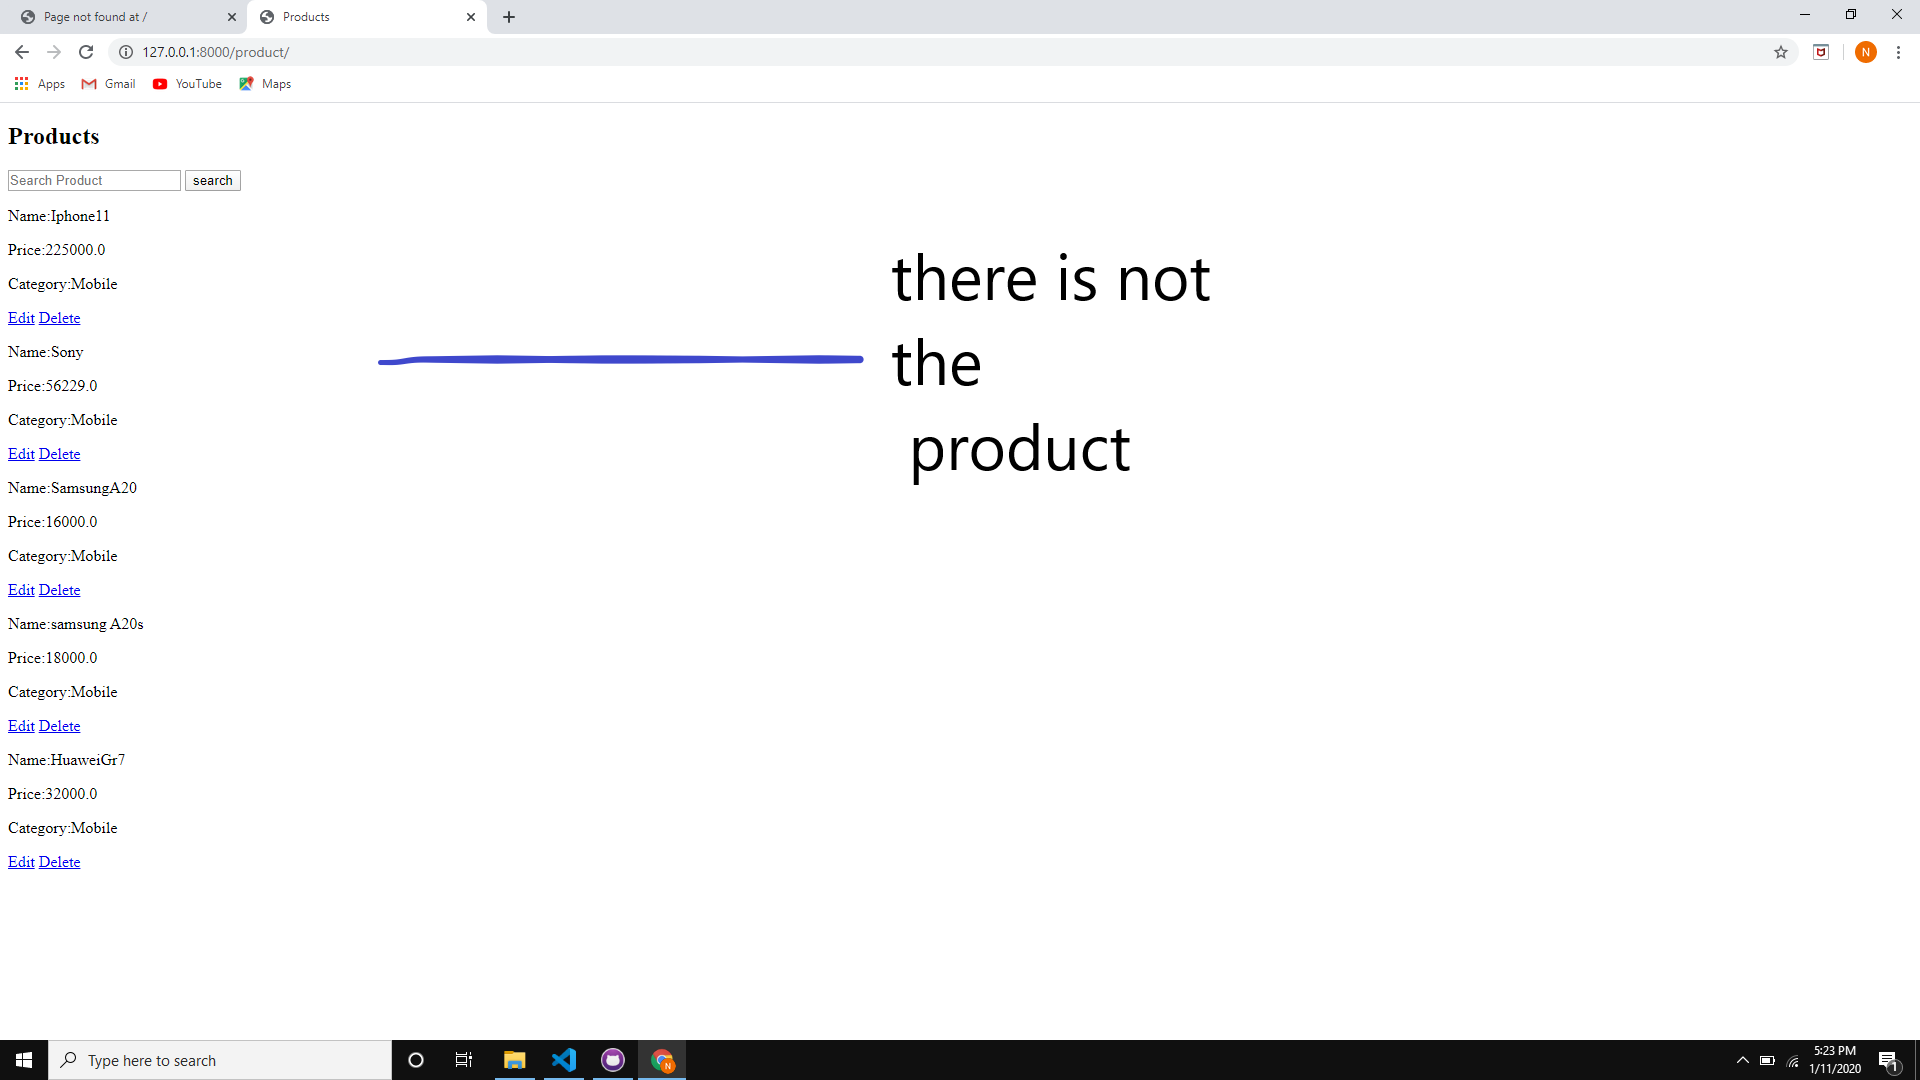 Page not found at /
Products
127.0.0.1:8000/product/
N
Apps
Gmail
YouTube
Maps
Products
Search Product
search
Name:Iphone11
Price:225000.0
Category:Mobile
Edit Delete
Name:Sony
Price:56229.0
Category:Mobile
Edit Delete
Name:SamsungA20
Price:16000.0
Category:Mobile
Edit Delete
Name:samsung A20s
Price:18000.0
Category:Mobile
Edit Delete
Name:HuaweiGr7
Price:32000.0
Category:Mobile
Edit Delete
there is not
the
product
Type here to search
N
5:23 PM
1/11/2020
1